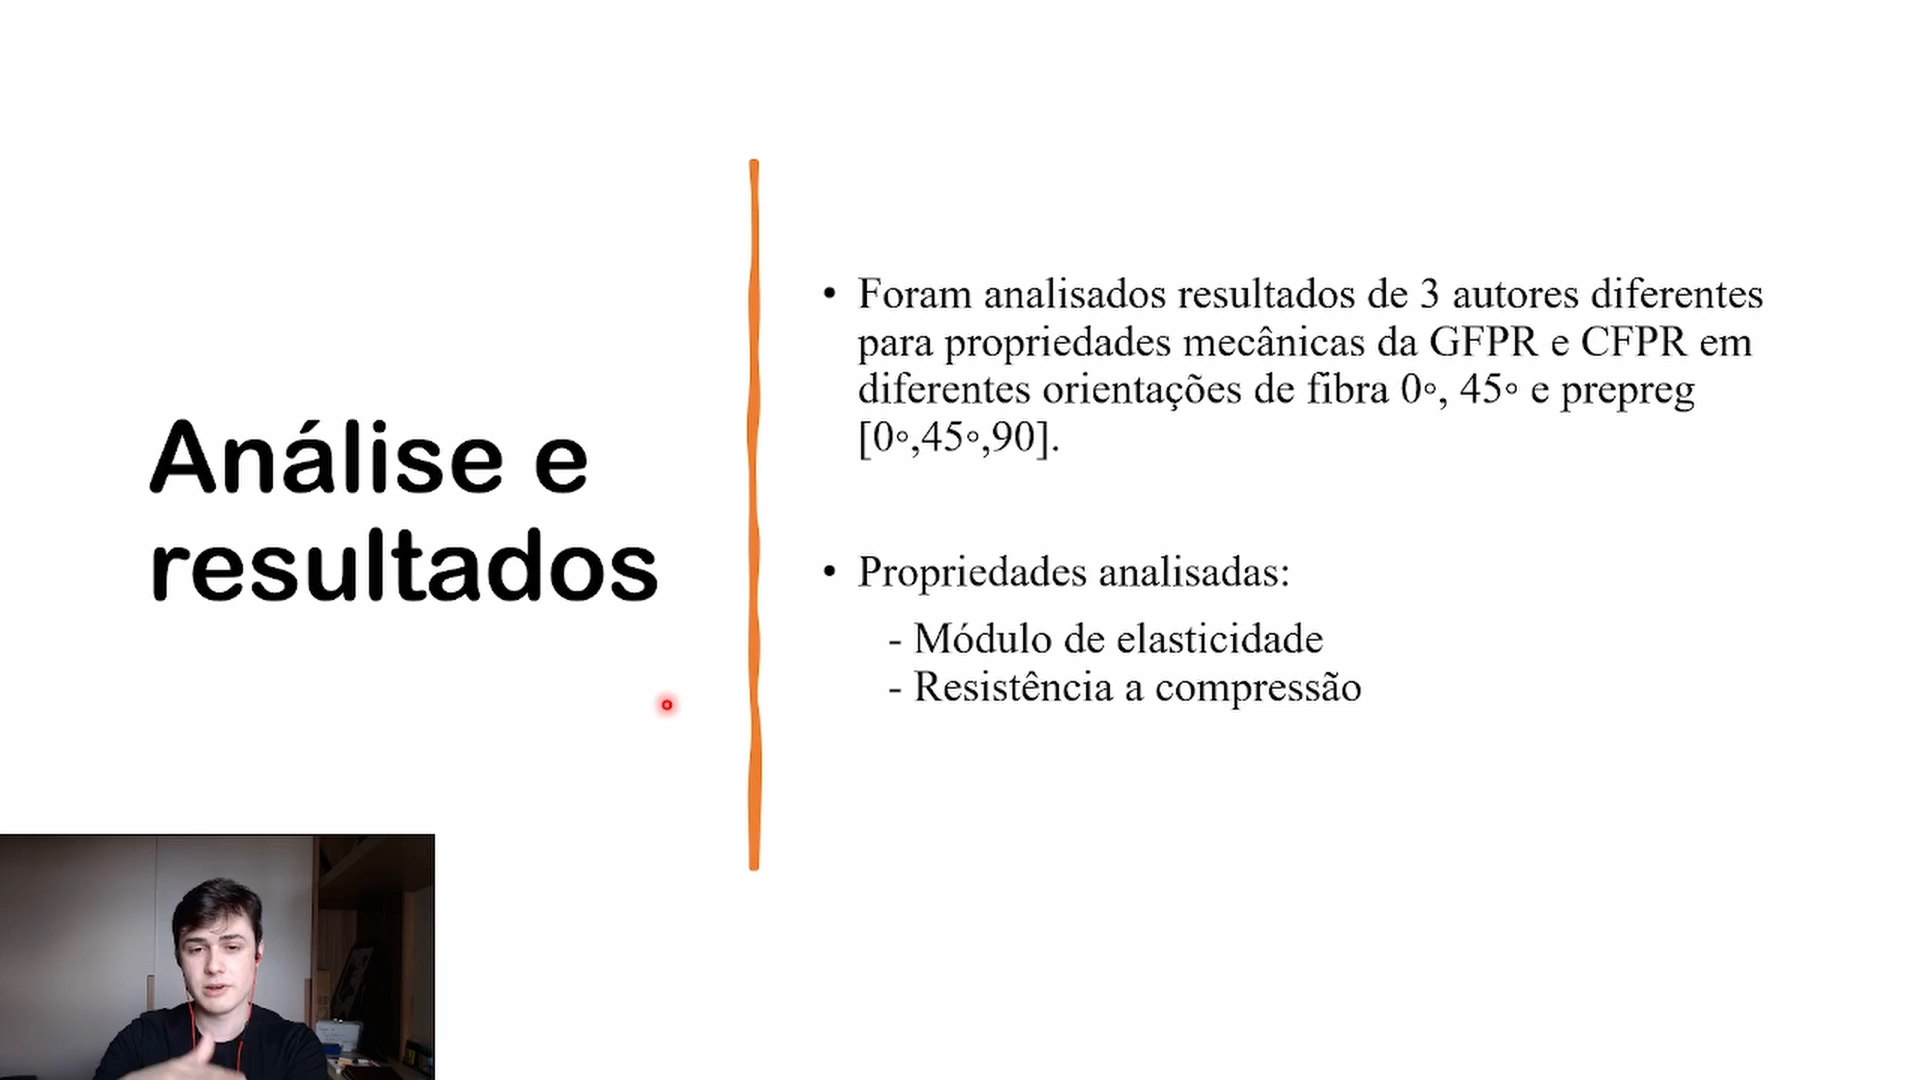 Análise e
resultados
• Foram analisados resultados de 3 autores diferentes
para propriedades mecânicas da GFPR e CFPR em
diferentes orientações de fibra 0◦, 45◦ e prepreg
[0◦,45◦,90].
• Propriedades analisadas:
- Módulo de elasticidade
- Resistência a compressão